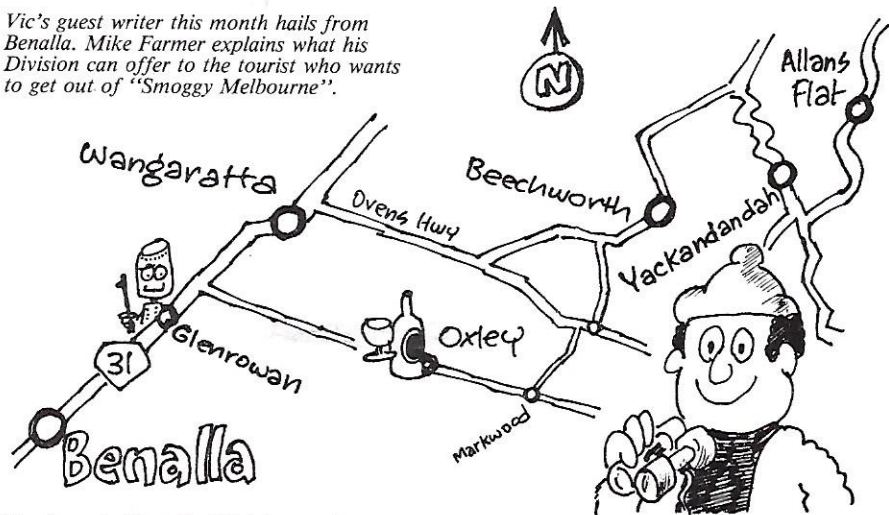 Vic's guest writer this month hails from
Benalla. Mike Farmer explains what his
Division can offer to the tourist who wants
to get out of "Smoggy Melbourne".
N
Allans
Flat
Wangaratta
Beechworth
Ovens Hwy
Yackandandah
Glenrowan
Oxley
31
Markwood
Benalla